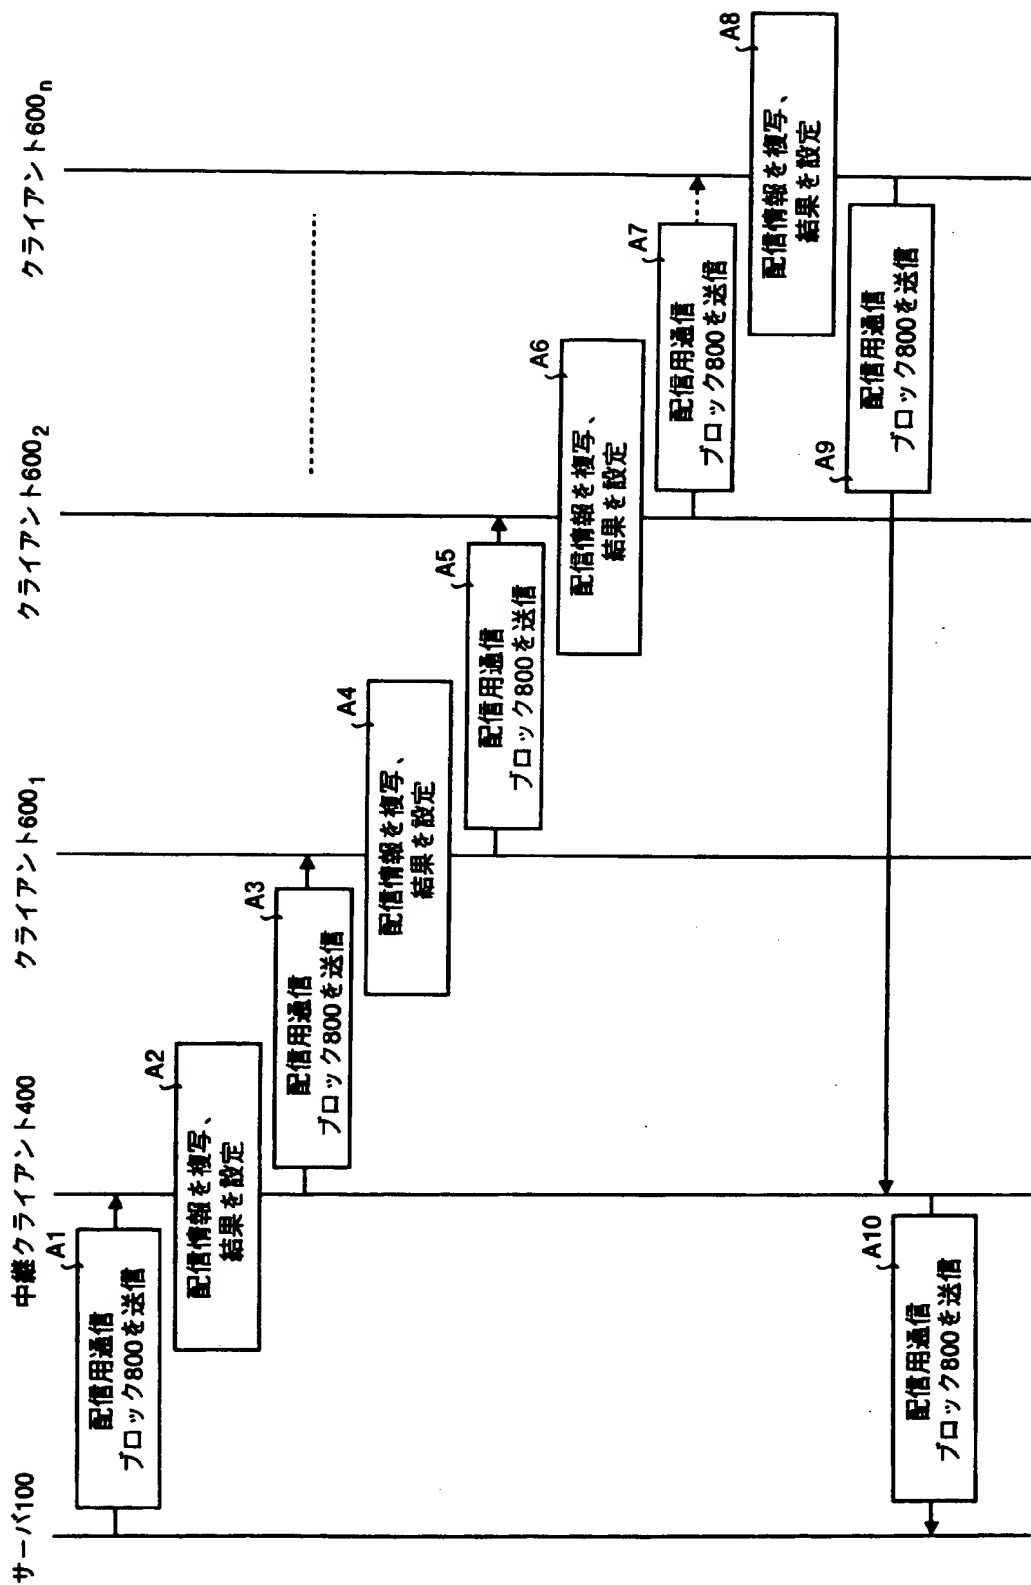 サーバ100
中継クライアント400
クライアント600₁
クライアント600₂
クライアント600ₙ
A1
配信用通信
ブロック800を送信
A2
配信情報を複写、
結果を設定
A3
配信用通信
ブロック800を送信
A4
配信情報を複写、
結果を設定
A5
配信用通信
ブロック800を送信
A6
配信情報を複写、
結果を設定
A7
配信用通信
ブロック800を送信
A8
配信情報を複写、
結果を設定
A9
配信用通信
ブロック800を送信
A10
配信用通信
ブロック800を送信